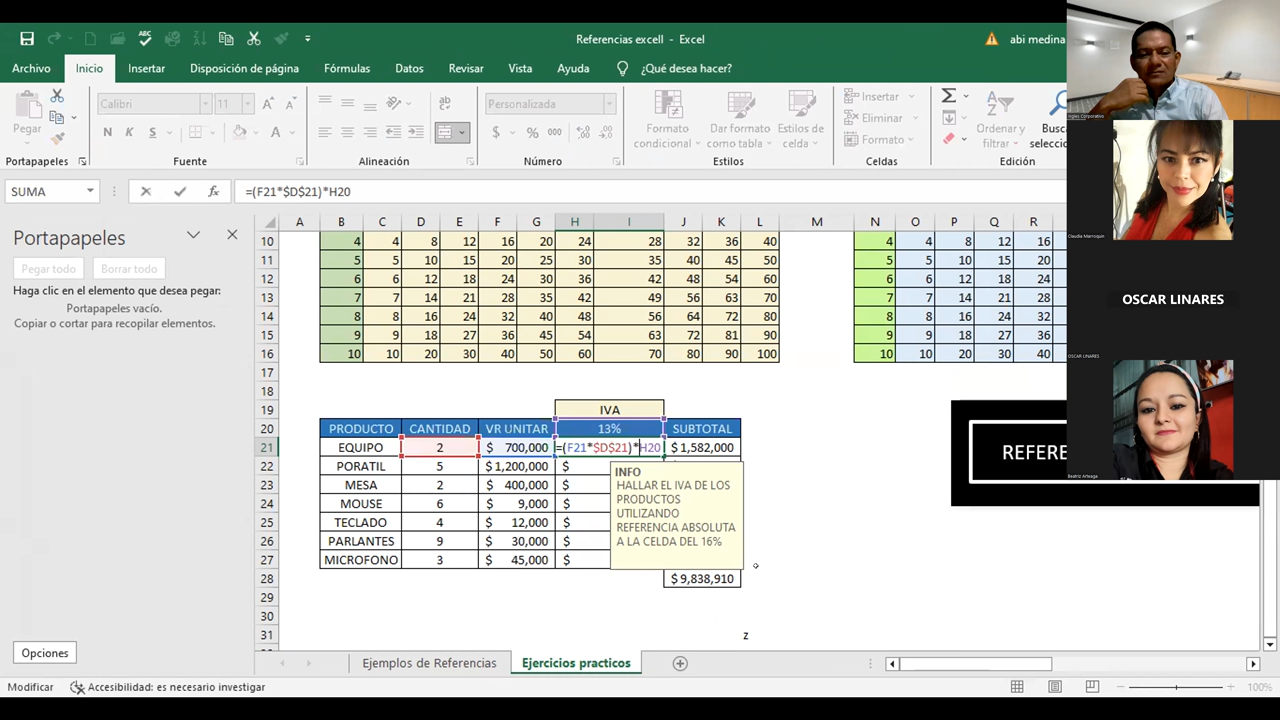 Referencias excell - Excel
abi medina
Archivo Inicio Insertar Disposición de página Fórmulas Datos Revisar Vista Ayuda ¿Qué desea hacer?
Pegar
Calibri 11
N K S
ab
Personalizada
$ % 000
Formato condicional
Dar formato como tabla
Estilos de celda
Insertar
Eliminar
Formato
Ordenar y filtrar
Portapapeles Fuente Alineación Número Estilos Celdas Edición
SUMA
fx
=(F21*$D$21)*H20
Portapapeles
Pegar todo Borrar todo
Haga clic en el elemento que desea pegar:
Portapapeles vacío.
Copiar o cortar para recopilar elementos.
A B C D E F G H I J K L M N O P Q R
10 4 4 8 12 16 20 24 28 32 36 40 4 4 8 12 16
11 5 5 10 15 20 25 30 35 40 45 50 5 5 10 15 20
12 6 6 12 18 24 30 36 42 48 54 60 6 6 12 18 24
13 7 7 14 21 28 35 42 49 56 63 70 7 7 14 21 28
14 8 8 16 24 32 40 48 56 64 72 80 8 8 16 24 32
15 9 9 18 27 36 45 54 63 72 81 90 9 9 18 27 36
16 10 10 20 30 40 50 60 70 80 90 100 10 10 20 30 40
17
18
19 IVA
20 PRODUCTO CANTIDAD VR UNITAR 13% SUBTOTAL
21 EQUIPO 2 $ 700,000 =(F21*$D$21)*H20 $ 1,582,000
22 PORATIL 5 $ 1,200,000 $
23 MESA 2 $ 400,000 $
24 MOUSE 6 $ 9,000 $
25 TECLADO 4 $ 12,000 $
26 PARLANTES 9 $ 30,000 $
27 MICROFONO 3 $ 45,000 $
28 $ 9,838,910
29
30
31 z
INFO
HALLAR EL IVA DE LOS
PRODUCTOS
UTILIZANDO
REFERENCIA ABSOLUTA
A LA CELDA DEL 16%
REFERE
Ingles Corporativo
Claudia Marroquin
OSCAR LINARES
OSCAR LINARES
Beatriz Arteaga
Opciones
Ejemplos de Referencias Ejercicios practicos
Modificar Accesibilidad: es necesario investigar 100%